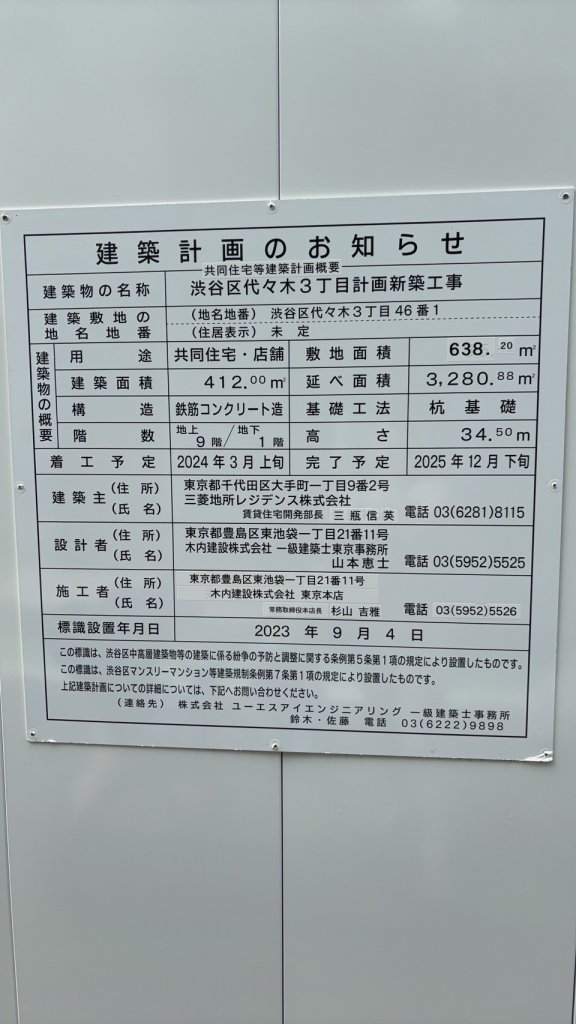 建築計画のお知らせ
共同住宅等建築計画概要
建築物の名称 渋谷区代々木3丁目計画新築工事
建築敷地の地名地番 (地名地番) 渋谷区代々木3丁目46番1
(住居表示) 未定
建築物の概要
用途 共同住宅・店舗 敷地面積 638.20㎡
建築面積 412.00㎡ 延べ面積 3,280.88㎡
構造 鉄筋コンクリート造 基礎工法 杭基礎
階数 地上9階/地下1階 高さ 34.50m
着工予定 2024年3月上旬 完了予定 2025年12月下旬
建築主 (住所) 東京都千代田区大手町一丁目9番2号
(氏名) 三菱地所レジデンス株式会社
賃貸住宅開発部長 三瓶信英 電話 03(6281)8115
設計者 (住所) 東京都豊島区東池袋一丁目21番11号
(氏名) 木内建設株式会社 一級建築士東京事務所
山本恵士 電話 03(5952)5525
施工者 (住所) 東京都豊島区東池袋一丁目21番11号
(氏名) 木内建設株式会社 東京本店
常務取締役本店長 杉山 吉雅 電話 03(5952)5526
標識設置年月日 2023年9月4日
この標識は、渋谷区中高層建築物等の建築に係る紛争の予防と調整に関する条例第5条第1項の規定により設置したものです。
この標識は、渋谷区マンスリーマンション等建築規制条例第7条第1項の規定により設置したものです。
上記建築計画についての詳細については、下記へお問い合わせください。
(連絡先) 株式会社 ユーエスアイエンジニアリング 一級建築士事務所
鈴木・佐藤 電話 03(6222)9898